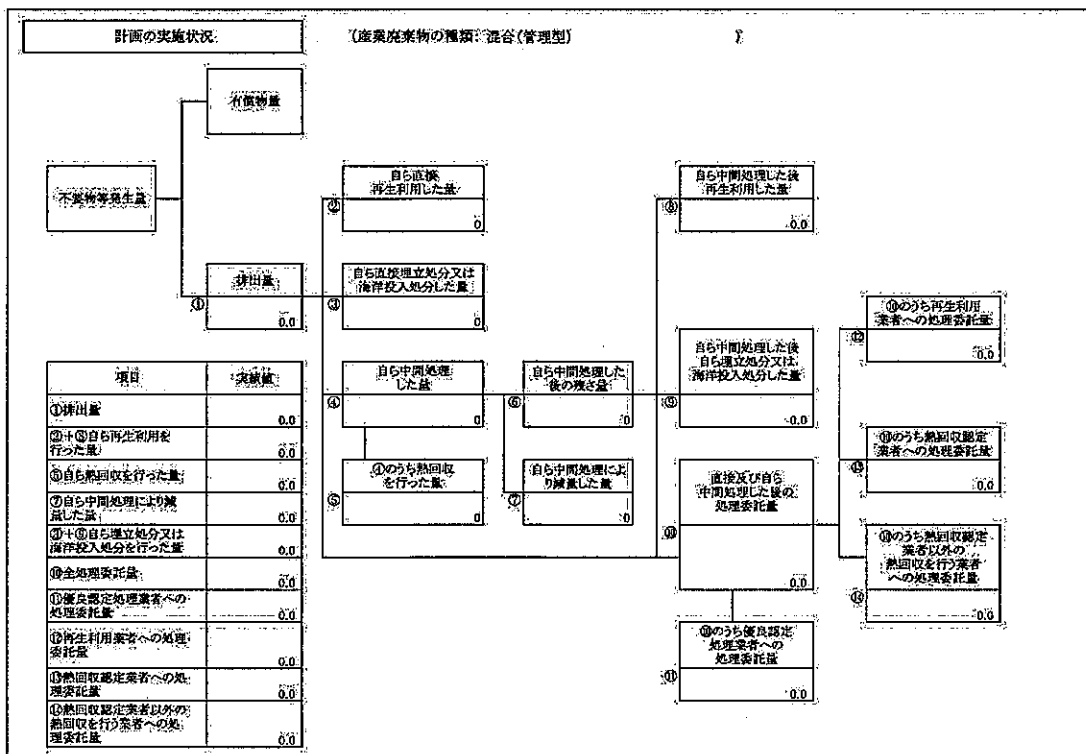 計画の実施状況
(産業廃棄物の種類: 混合(管理型) )
有償物量
不要物等発生量
自ら直接
再生利用した量
②
0
自ら中間処理した後
再生利用した量
⑧
0.0
排出量
①
0.0
自ら直接埋立処分又は
海洋投入処分した量
③
0
⑩のうち再生利用
業者への処理委託量
⑫
0.0
自ら中間処理
した量
④
0
自ら中間処理した
後の残さ量
⑥
0
自ら中間処理した後
自ら埋立処分又は
海洋投入処分した量
⑨
0.0
④のうち熱回収
を行った量
⑤
0
自ら中間処理によ
り減量した量
⑦
0
直接及び自ら
中間処理した後の
処理委託量
⑩
0.0
⑩のうち熱回収認定
業者への処理委託量
⑬
0.0
⑩のうち熱回収認定
業者以外の
熱回収を行う業者
への処理委託量
⑭
0.0
⑩のうち優良認定
処理業者への
処理委託量
⑪
0.0
項目 実績値
①排出量
0.0
②+⑧自ら再生利用を
行った量
0.0
⑤自ら熱回収を行った量
0.0
⑦自ら中間処理により減
量した量
0.0
③+⑨自ら埋立処分又は
海洋投入処分を行った量
0.0
⑩全処理委託量
0.0
⑪優良認定処理業者への
処理委託量
0.0
⑫再生利用業者への処理
委託量
0.0
⑬熱回収認定業者への処
理委託量
0.0
⑭熱回収認定業者以外の
熱回収を行う業者への処
理委託量
0.0